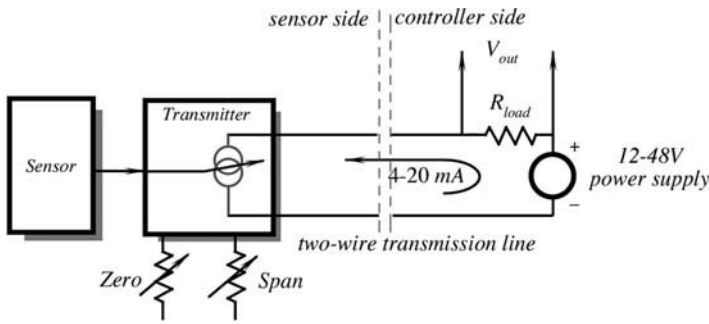 sensor side
controller side
V_out
Transmitter
R_load
Sensor
+
12-48V
power supply
4-20 mA
−
two-wire transmission line
Zero
Span